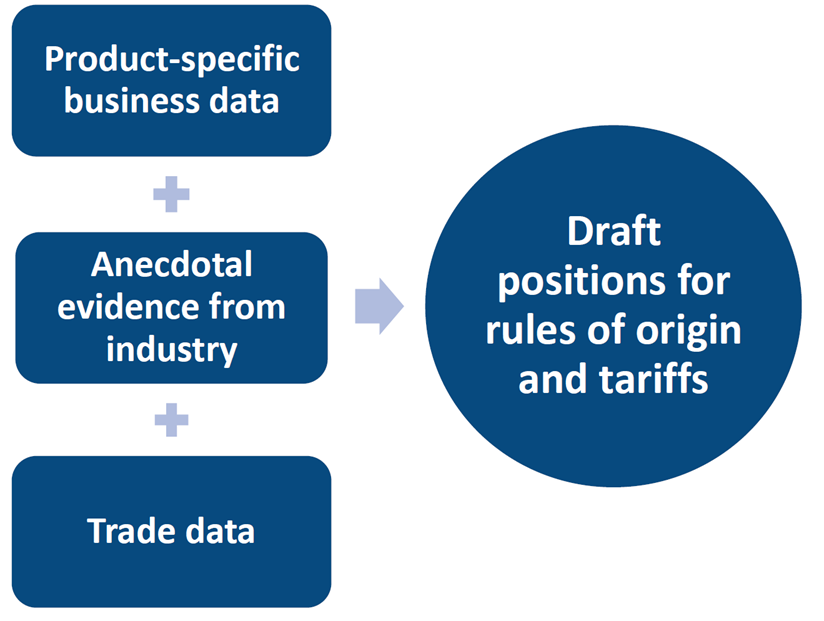 Product-specific
business data
Anecdotal
evidence from
industry
Trade data
Draft
positions for
rules of origin
and tariffs